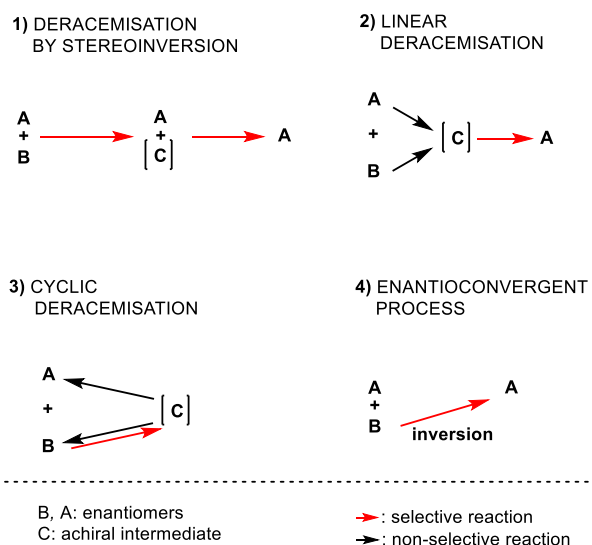 1) DERACEMISATION
BY STEREOINVERSION
A
+
B
A
+
[C]
A
2) LINEAR
DERACEMISATION
A
+
B
[C]
A
3) CYCLIC
DERACEMISATION
A
+
B
[C]
4) ENANTIOCONVERGENT
PROCESS
A
+
B
inversion
A
B, A: enantiomers
C: achiral intermediate
: selective reaction
: non-selective reaction